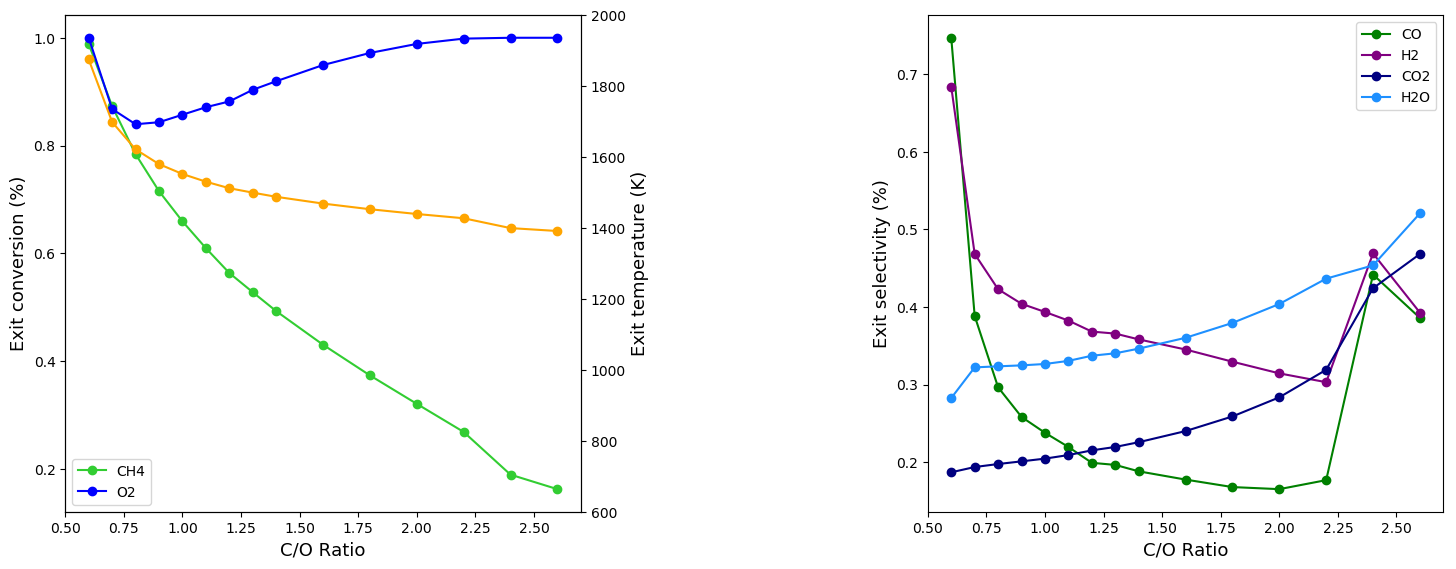 Exit conversion (%)
1.0
0.8
0.6
0.4
0.2
CH4
O2
0.50 0.75 1.00 1.25 1.50 1.75 2.00 2.25 2.50
C/O Ratio
2000
1800
1600
1400
1200
1000
800
600
Exit temperature (K)
Exit selectivity (%)
0.7
0.6
0.5
0.4
0.3
0.2
CO
H2
CO2
H2O
0.50 0.75 1.00 1.25 1.50 1.75 2.00 2.25 2.50
C/O Ratio